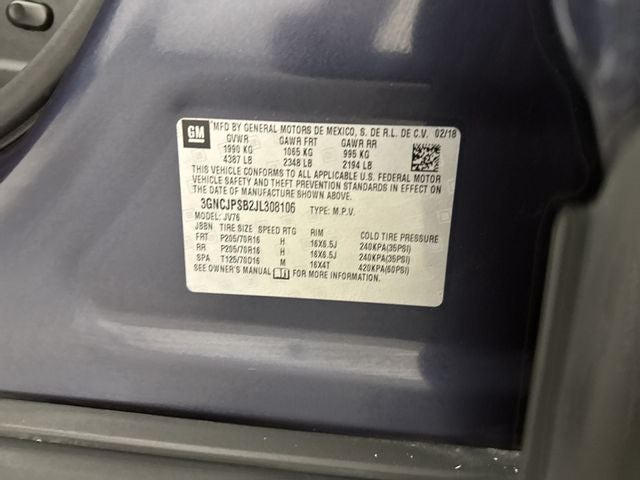 GM
MFD BY GENERAL MOTORS DE MEXICO, S. DE R.L. DE C.V. 02/18
GVWR GAWR FRT GAWR RR
1990 KG 1065 KG 995 KG
4387 LB 2348 LB 2194 LB
THIS VEHICLE CONFORMS TO ALL APPLICABLE U.S. FEDERAL MOTOR
VEHICLE SAFETY AND THEFT PREVENTION STANDARDS IN EFFECT ON
THE DATE OF MANUFACTURE SHOWN ABOVE.
3GNCJPSB2JL308106 TYPE: M.P.V.
MODEL: JV76
JBBN TIRE SIZE SPEED RTG RIM COLD TIRE PRESSURE
FRT P205/70R16 H 16X6.5J 240KPA(35PSI)
RR P205/70R16 H 16X6.5J 240KPA(35PSI)
SPA T125/70D16 M 16X4T 420KPA(60PSI)
SEE OWNER'S MANUAL FOR MORE INFORMATION.